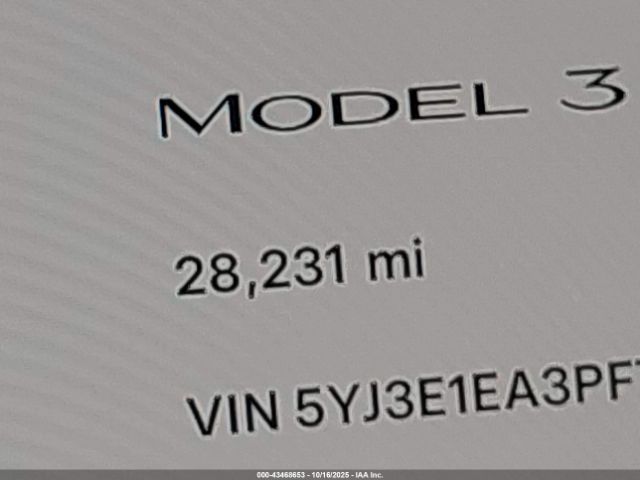 MODEL 3
28,231 mi
VIN 5YJ3E1EA3PF
000-43468653 - 10/16/2025 - IAA Inc.